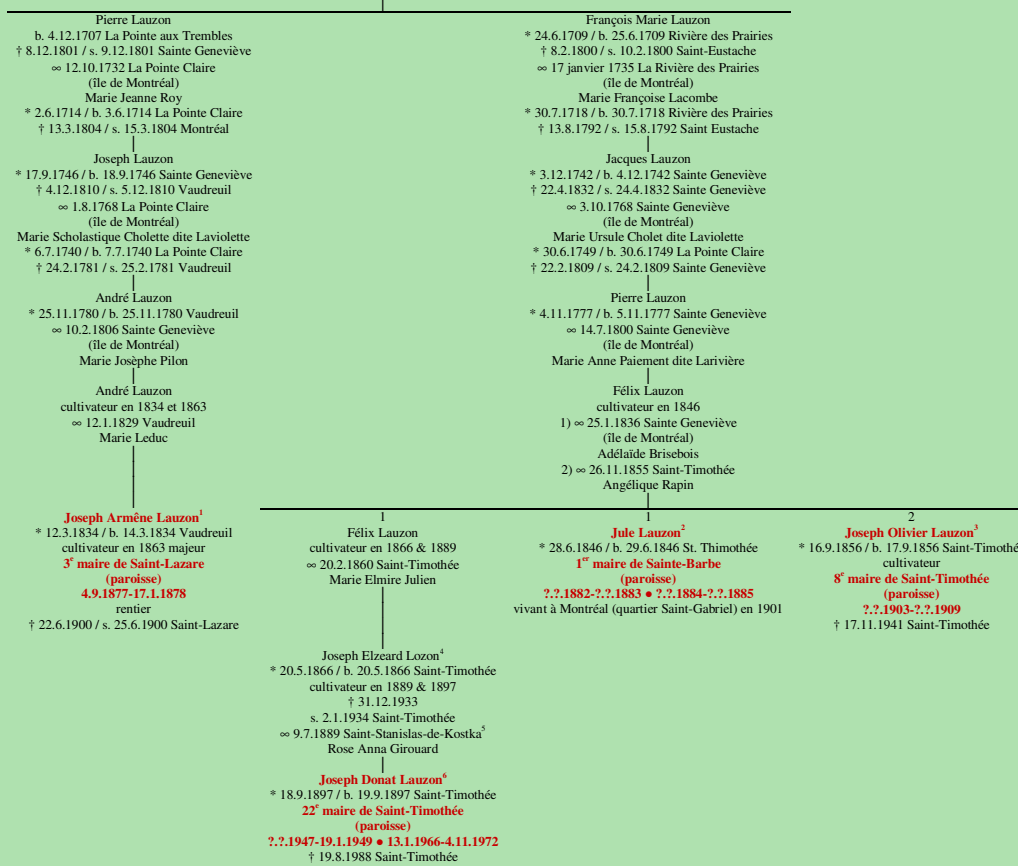 Pierre Lauzon
b. 4.12.1707 La Pointe aux Trembles
† 8.12.1801 / s. 9.12.1801 Sainte Geneviève
∞ 12.10.1732 La Pointe Claire
(île de Montréal)
Marie Jeanne Roy
* 2.6.1714 / b. 3.6.1714 La Pointe Claire
† 13.3.1804 / s. 15.3.1804 Montréal
Joseph Lauzon
* 17.9.1746 / b. 18.9.1746 Sainte Geneviève
† 4.12.1810 / s. 5.12.1810 Vaudreuil
∞ 1.8.1768 La Pointe Claire
(île de Montréal)
Marie Scholastique Cholette dite Laviolette
* 6.7.1740 / b. 7.7.1740 La Pointe Claire
† 24.2.1781 / s. 25.2.1781 Vaudreuil
André Lauzon
* 25.11.1780 / b. 25.11.1780 Vaudreuil
∞ 10.2.1806 Sainte Geneviève
(île de Montréal)
Marie Josèphe Pilon
André Lauzon
cultivateur en 1834 et 1863
∞ 12.1.1829 Vaudreuil
Marie Leduc
Joseph Armêne Lauzon¹
* 12.3.1834 / b. 14.3.1834 Vaudreuil
cultivateur en 1863 majeur
3e maire de Saint-Lazare
(paroisse)
4.9.1877-17.1.1878
rentier
† 22.6.1900 / s. 25.6.1900 Saint-Lazare
François Marie Lauzon
* 24.6.1709 / b. 25.6.1709 Rivière des Prairies
† 8.2.1800 / s. 10.2.1800 Saint-Eustache
∞ 17 janvier 1735 La Rivière des Prairies
(île de Montréal)
Marie Françoise Lacombe
* 30.7.1718 / b. 30.7.1718 Rivière des Prairies
† 13.8.1792 / s. 15.8.1792 Saint Eustache
Jacques Lauzon
* 3.12.1742 / b. 4.12.1742 Sainte Geneviève
† 22.4.1832 / s. 24.4.1832 Sainte Geneviève
∞ 3.10.1768 Sainte Geneviève
(île de Montréal)
Marie Ursule Cholet dite Laviolette
* 30.6.1749 / b. 30.6.1749 La Pointe Claire
† 22.2.1809 / s. 24.2.1809 Sainte Geneviève
Pierre Lauzon
* 4.11.1777 / b. 5.11.1777 Sainte Geneviève
∞ 14.7.1800 Sainte Geneviève
(île de Montréal)
Marie Anne Paiement dite Larivière
Félix Lauzon
cultivateur en 1846
1) ∞ 25.1.1836 Sainte Geneviève
(île de Montréal)
Adélaïde Brisebois
2) ∞ 26.11.1855 Saint-Timothée
Angélique Rapin
1
Félix Lauzon
cultivateur en 1866 & 1889
∞ 20.2.1860 Saint-Timothée
Marie Elmire Julien
Joseph Elzeard Lozon⁴
* 20.5.1866 / b. 20.5.1866 Saint-Timothée
cultivateur en 1889 & 1897
† 31.12.1933
s. 2.1.1934 Saint-Timothée
∞ 9.7.1889 Saint-Stanislas-de-Kostka⁵
Rose Anna Girouard
Joseph Donat Lauzon⁶
* 18.9.1897 / b. 19.9.1897 Saint-Timothée
22e maire de Saint-Timothée
(paroisse)
?.?.1947-19.1.1949 ● 13.1.1966-4.11.1972
† 19.8.1988 Saint-Timothée
1
Jule Lauzon²
* 28.6.1846 / b. 29.6.1846 St. Thimothée
1er maire de Sainte-Barbe
(paroisse)
?.?.1882-?.?.1883 ● ?.?.1884-?.?.1885
vivant à Montréal (quartier Saint-Gabriel) en 1901
2
Joseph Olivier Lauzon³
* 16.9.1856 / b. 17.9.1856 Saint-Timothé
cultivateur
8e maire de Saint-Timothée
(paroisse)
?.?.1903-?.?.1909
† 17.11.1941 Saint-Timothée